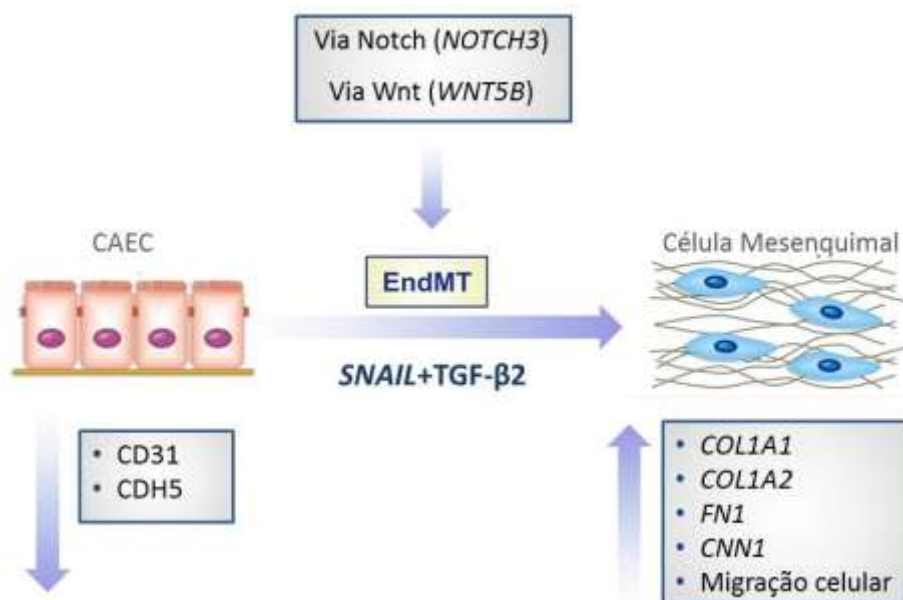 Via Notch (NOTCH3)
Via Wnt (WNT5B)
CAEC
Célula Mesenquimal
EndMT
SNAIL+TGF-β2
• CD31
• CDH5
• COL1A1
• COL1A2
• FN1
• CNN1
• Migração celular